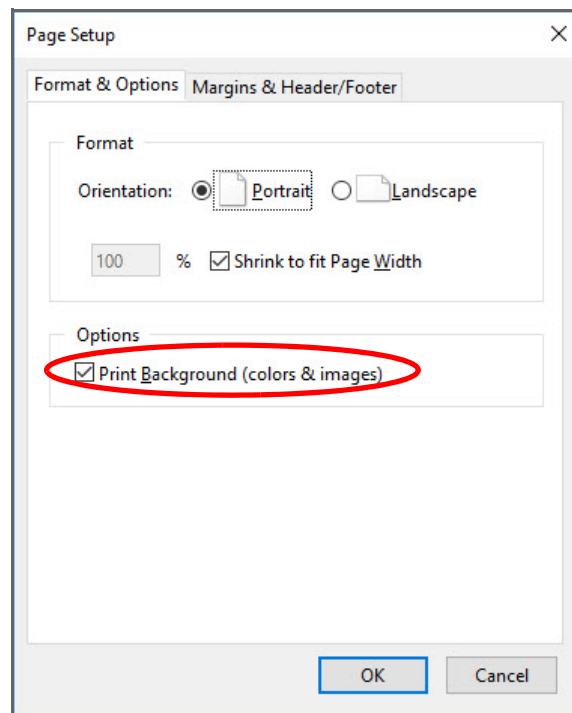 Page Setup
Format & Options Margins & Header/Footer
Format
Orientation: Portrait Landscape
100 % Shrink to fit Page Width
Options
Print Background (colors & images)
OK Cancel